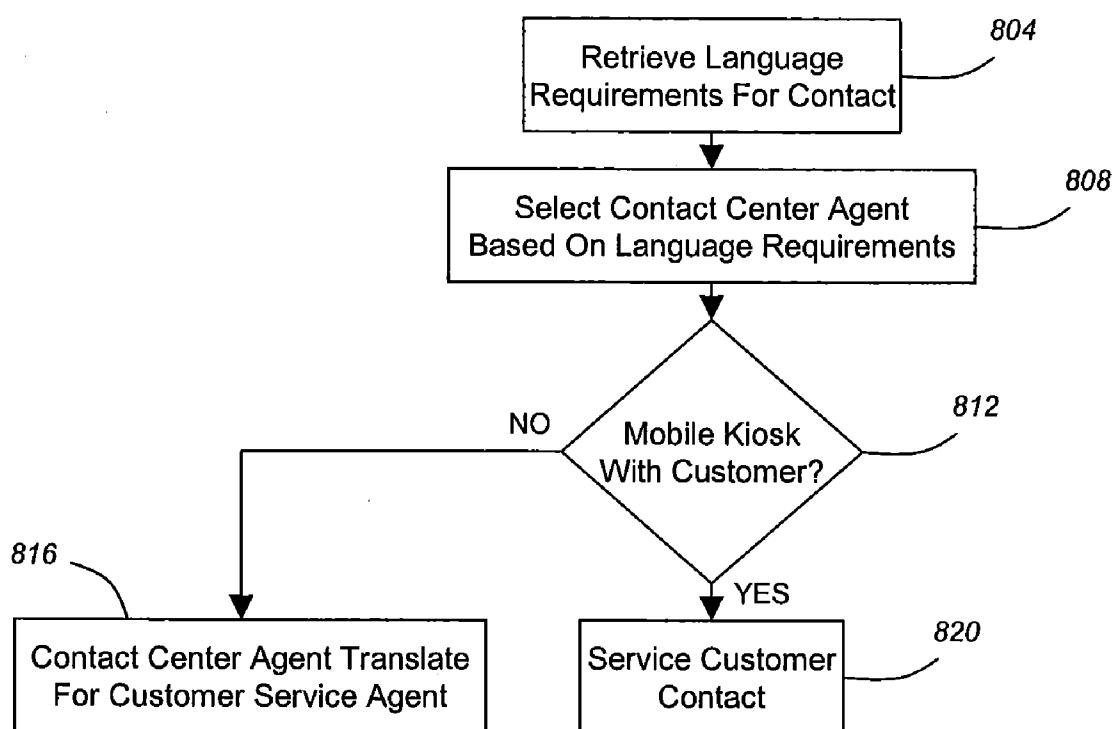 804
Retrieve Language
Requirements For Contact
808
Select Contact Center Agent
Based On Language Requirements
812
Mobile Kiosk
With Customer?
NO
YES
816
Contact Center Agent Translate
For Customer Service Agent
820
Service Customer
Contact